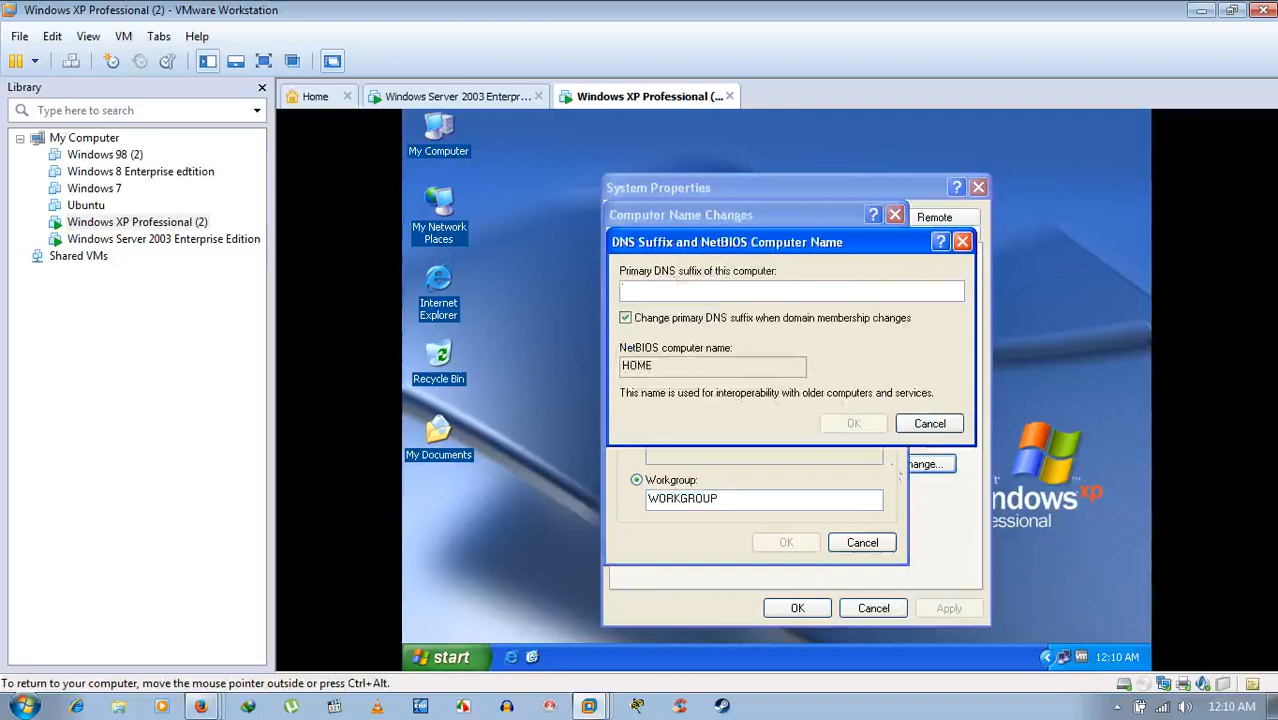 Windows XP Professional (2) - VMware Workstation
File Edit View VM Tabs Help
Library
Type here to search
My Computer
Windows 98 (2)
Windows 8 Enterprise edtition
Windows 7
Ubuntu
Windows XP Professional (2)
Windows Server 2003 Enterprise Edition
Shared VMs
Home
Windows Server 2003 Enterpr...
Windows XP Professional (...
My Computer
My Network
Places
Internet
Explorer
Recycle Bin
My Documents
System Properties
Remote
Computer Name Changes
DNS Suffix and NetBIOS Computer Name
Primary DNS suffix of this computer:
Change primary DNS suffix when domain membership changes
NetBIOS computer name:
HOME
This name is used for interoperability with older computers and services.
OK Cancel
hange...
Workgroup:
WORKGROUP
OK Cancel
OK Cancel Apply
ndows xp
ofessional
start
12:10 AM
To return to your computer, move the mouse pointer outside or press Ctrl+Alt.
12:10 AM